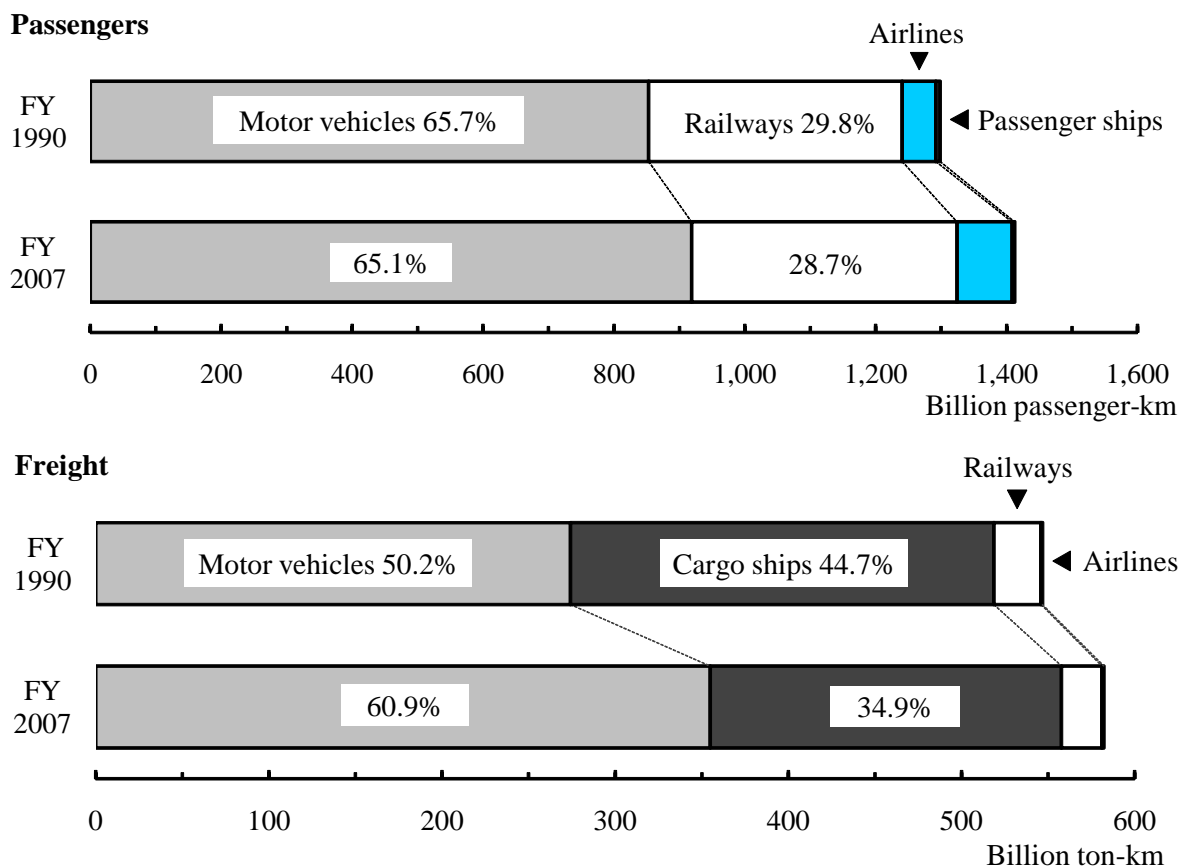 Passengers
Airlines
FY
1990
Motor vehicles 65.7%
Railways 29.8%
Passenger ships
FY
2007
65.1%
28.7%
0 200 400 600 800 1,000 1,200 1,400 1,600
Billion passenger-km
Freight
Railways
FY
1990
Motor vehicles 50.2%
Cargo ships 44.7%
Airlines
FY
2007
60.9%
34.9%
0 100 200 300 400 500 600
Billion ton-km